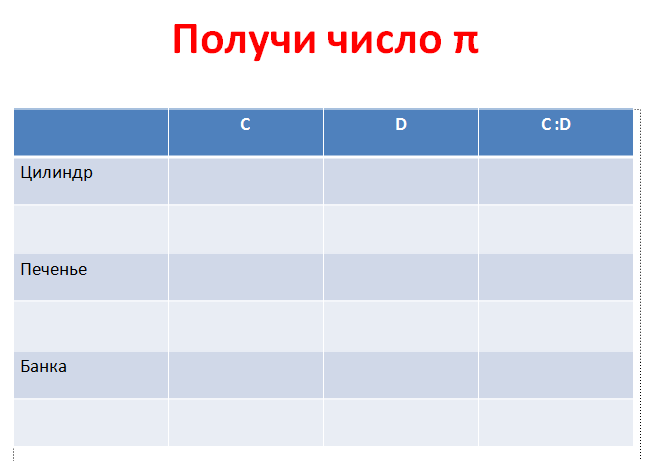 Получи число π
C D C :D
Цилиндр
Печенье
Банка